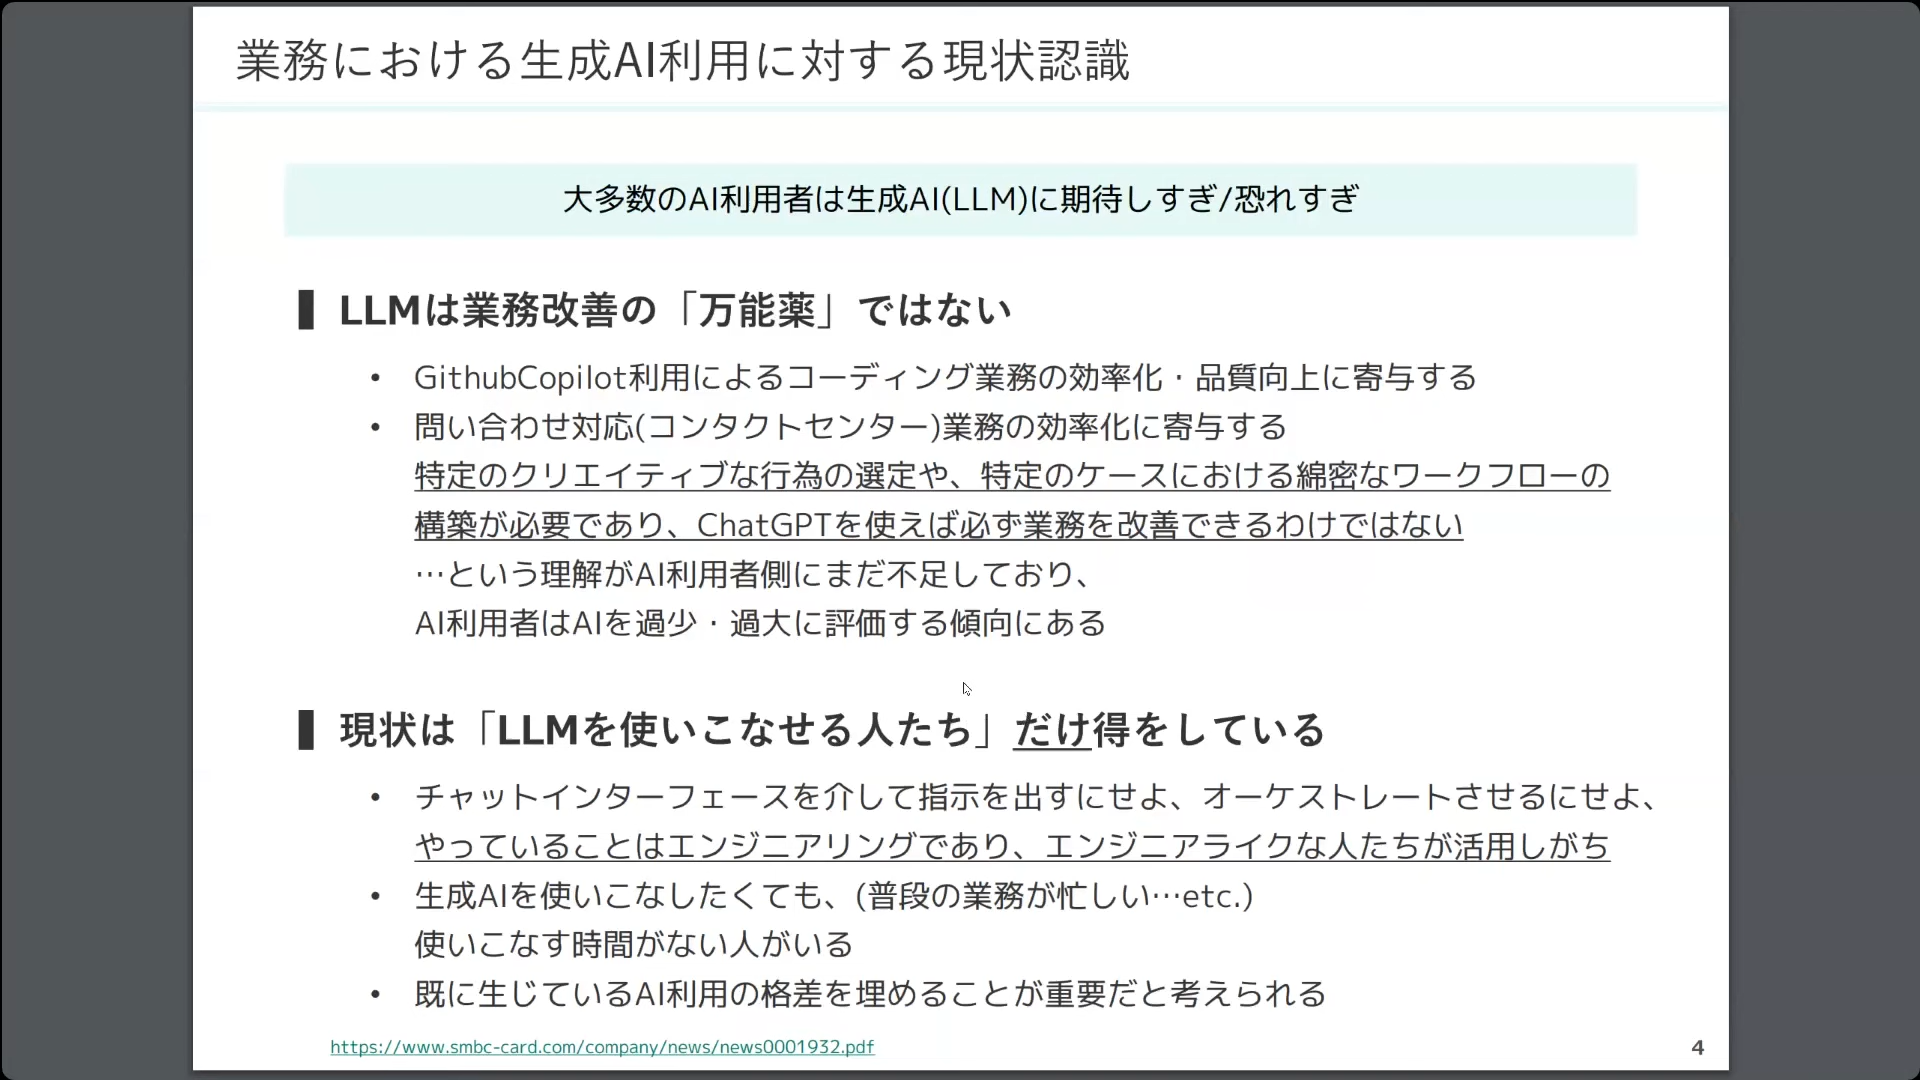 業務における生成AI利用に対する現状認識
大多数のAI利用者は生成AI(LLM)に期待しすぎ/恐れすぎ
LLMは業務改善の「万能薬」ではない
• GithubCopilot利用によるコーディング業務の効率化・品質向上に寄与する
• 問い合わせ対応(コンタクトセンター)業務の効率化に寄与する
特定のクリエイティブな行為の選定や、特定のケースにおける綿密なワークフローの
構築が必要であり、ChatGPTを使えば必ず業務を改善できるわけではない
…という理解がAI利用者側にまだ不足しており、
AI利用者はAIを過少・過大に評価する傾向にある
現状は「LLMを使いこなせる人たち」だけ得をしている
• チャットインターフェースを介して指示を出すにせよ、オーケストレートさせるにせよ、
やっていることはエンジニアリングであり、エンジニアライクな人たちが活用しがち
• 生成AIを使いこなしたくても、(普段の業務が忙しい…etc.)
使いこなす時間がない人がいる
• 既に生じているAI利用の格差を埋めることが重要だと考えられる
https://www.smbc-card.com/company/news/news0001932.pdf
4